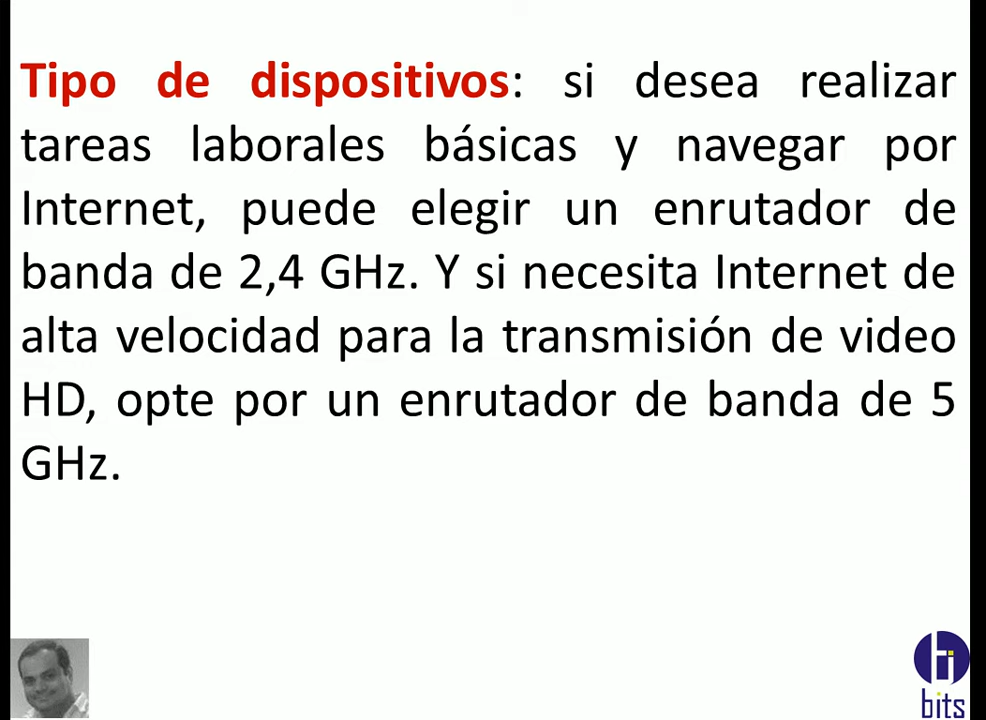 Tipo de dispositivos: si desea realizar
tareas laborales básicas y navegar por
Internet, puede elegir un enrutador de
banda de 2,4 GHz. Y si necesita Internet de
alta velocidad para la transmisión de video
HD, opte por un enrutador de banda de 5
GHz.
bits